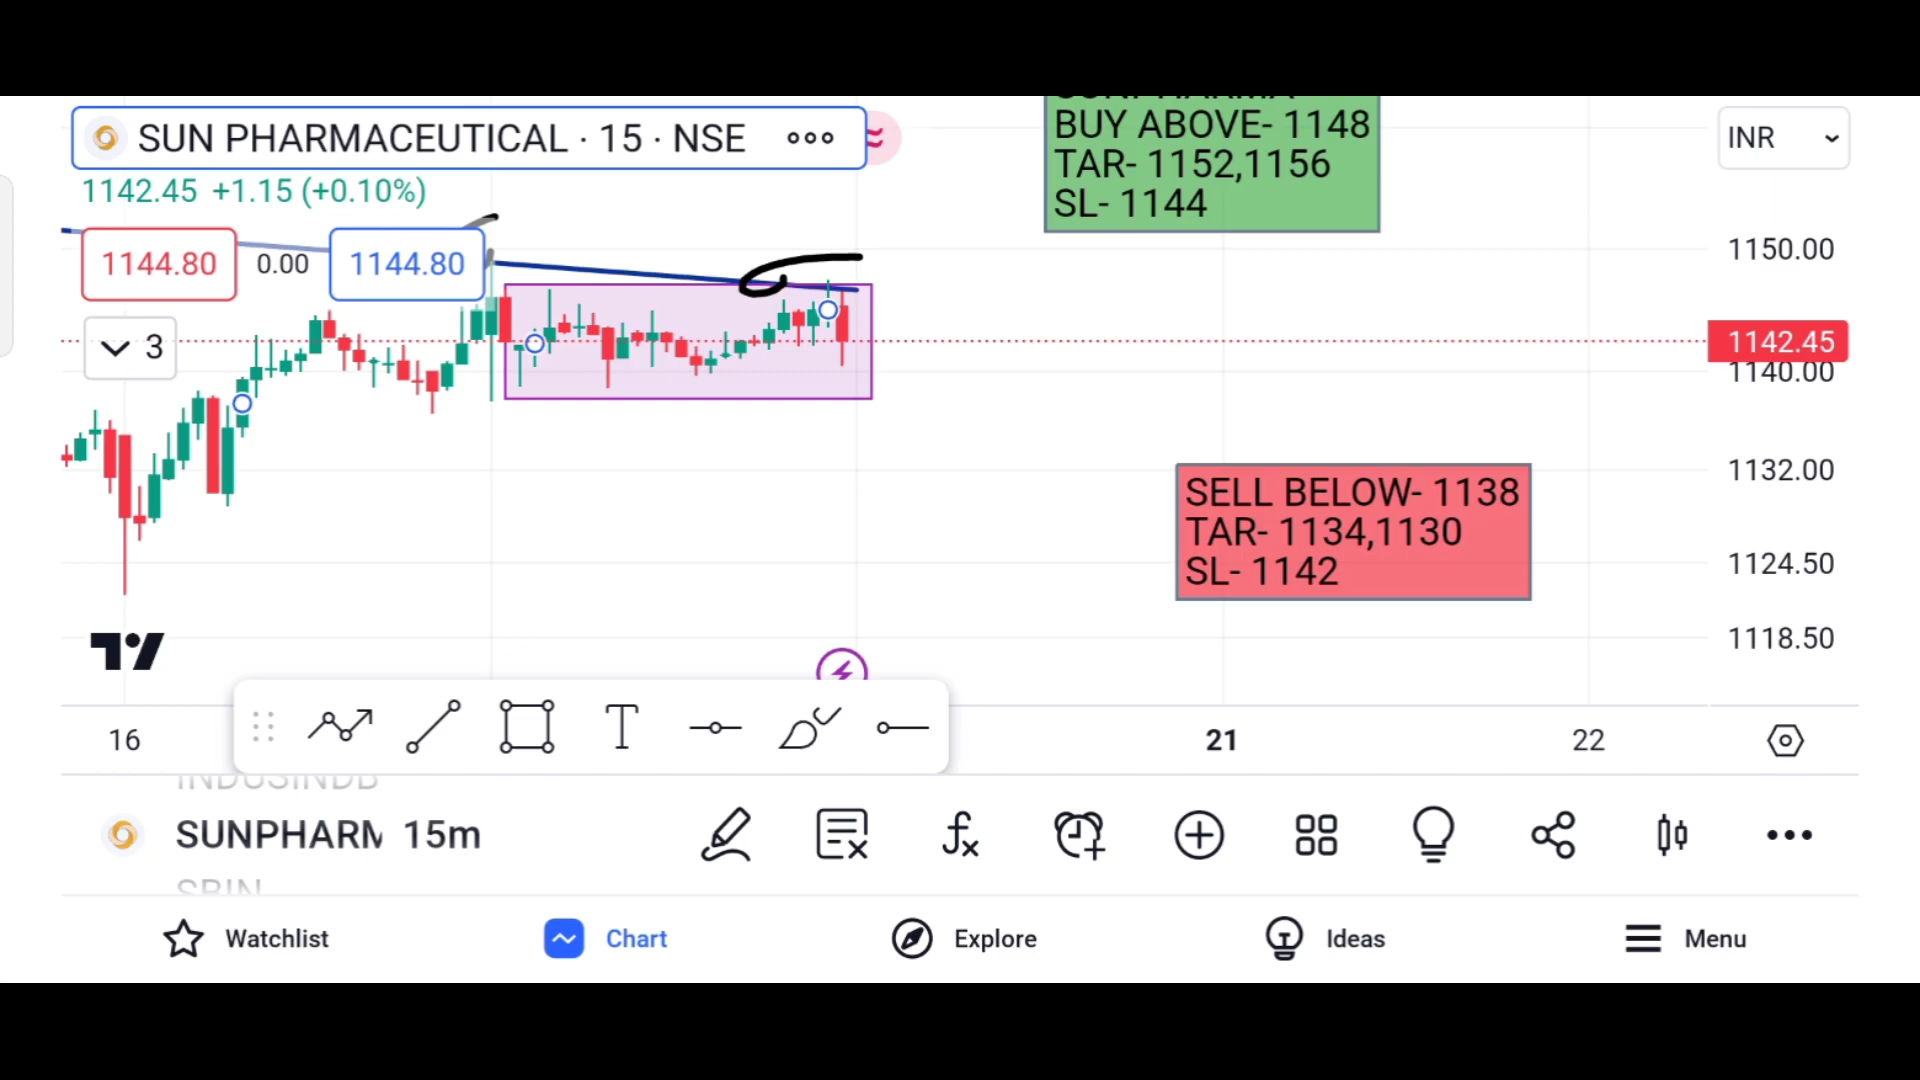 SUNPHARMA
BUY ABOVE- 1148
TAR- 1152,1156
SL- 1144
SUN PHARMACEUTICAL · 15 · NSE
INR
1142.45 +1.15 (+0.10%)
1144.80 0.00 1144.80
3
1150.00
1142.45
1140.00
1132.00
1124.50
1118.50
SELL BELOW- 1138
TAR- 1134,1130
SL- 1142
16
21
22
INDUSINDB
SUNPHARM 15m
SBIN
Watchlist
Chart
Explore
Ideas
Menu